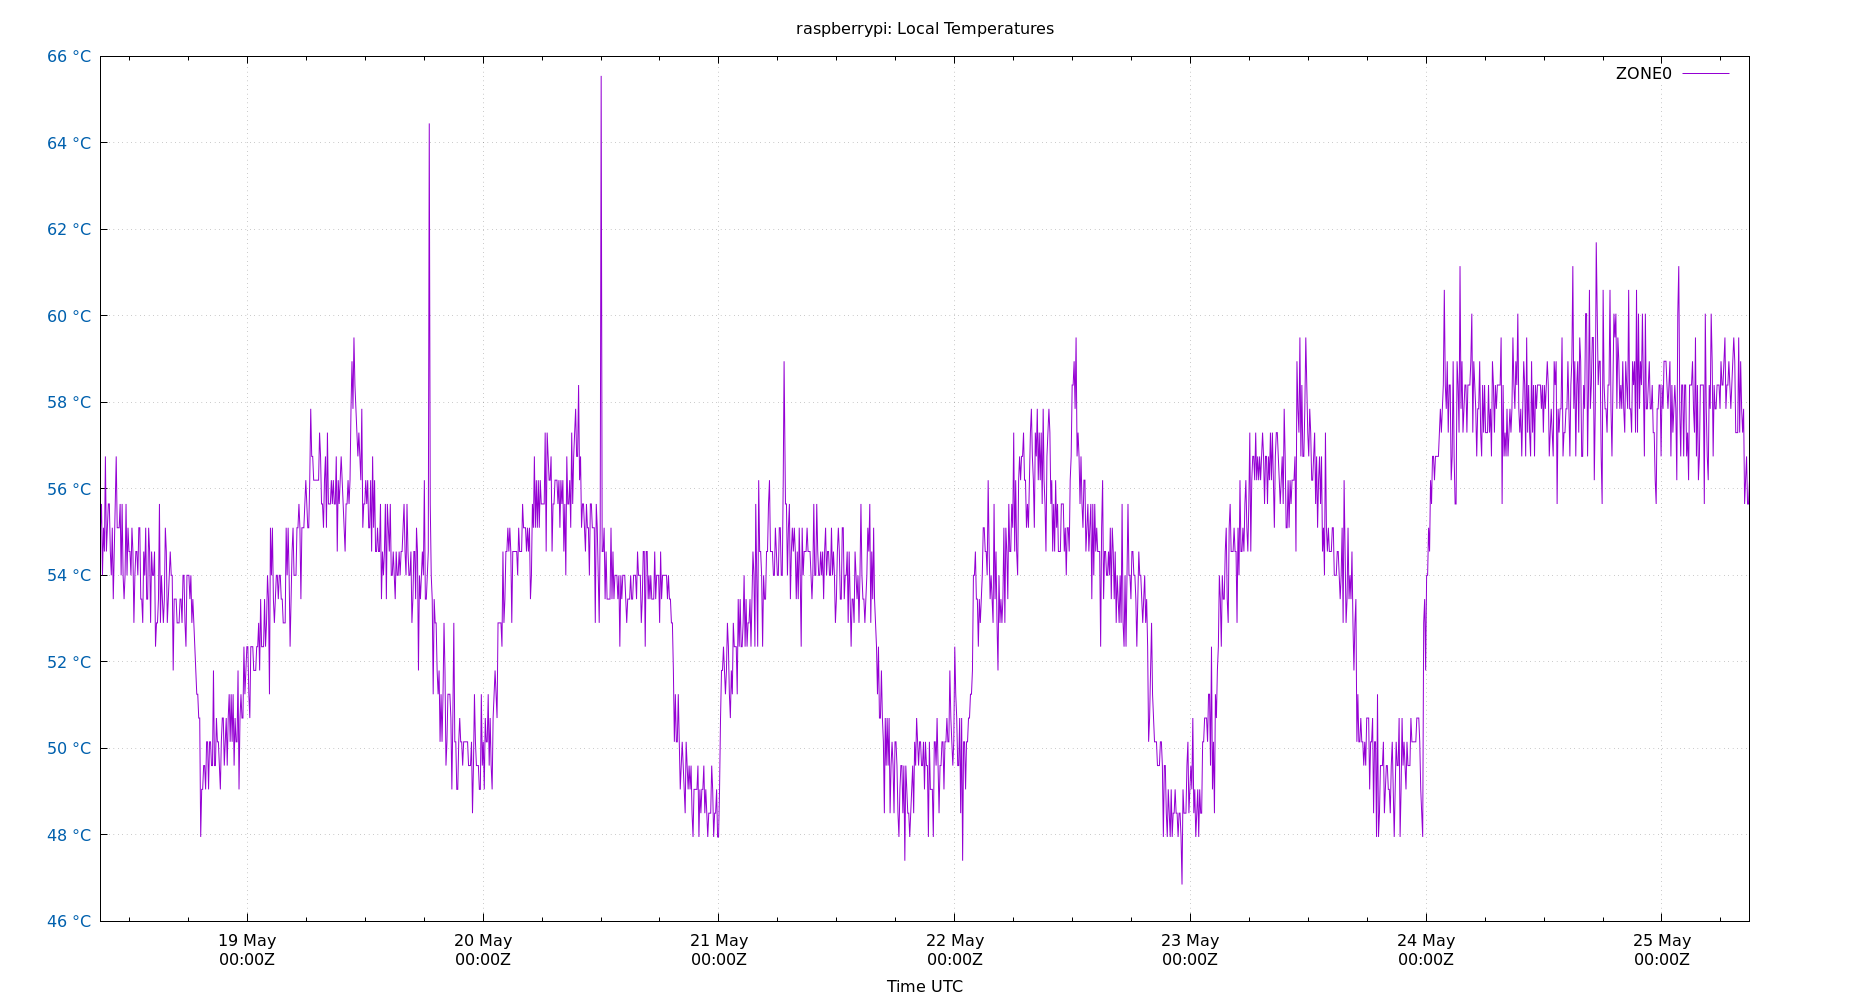 raspberrypi: Local Temperatures
66 °C
ZONE0
64 °C
62 °C
60 °C
58 °C
56 °C
54 °C
52 °C
50 °C
48 °C
46 °C
19 May 20 May 21 May 22 May 23 May 24 May 25 May
00:00Z 00:00Z 00:00Z 00:00Z 00:00Z 00:00Z 00:00Z
Time UTC